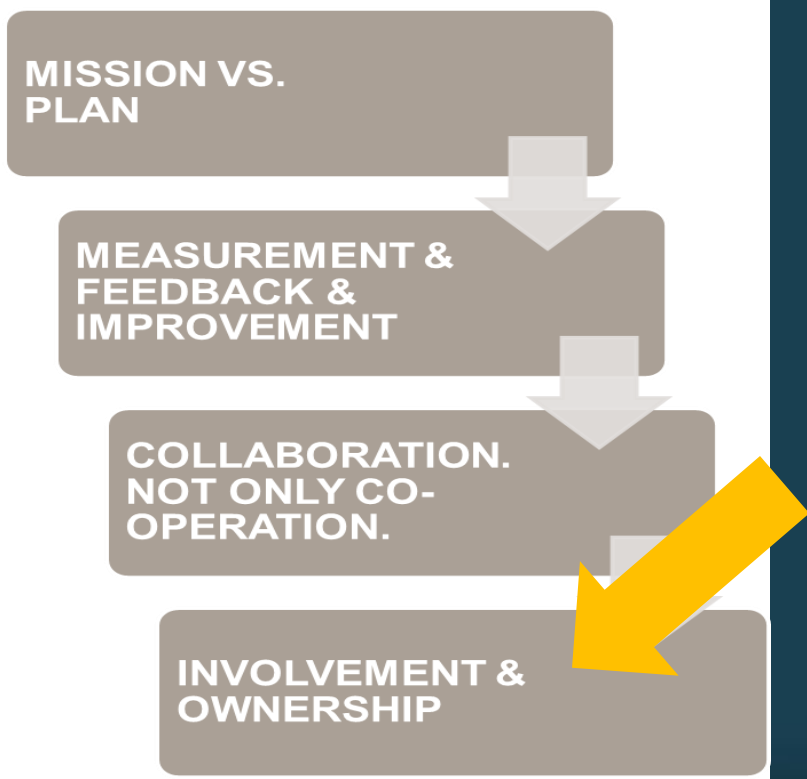 MISSION VS.
PLAN
MEASUREMENT &
FEEDBACK &
IMPROVEMENT
COLLABORATION.
NOT ONLY CO-
OPERATION.
INVOLVEMENT &
OWNERSHIP